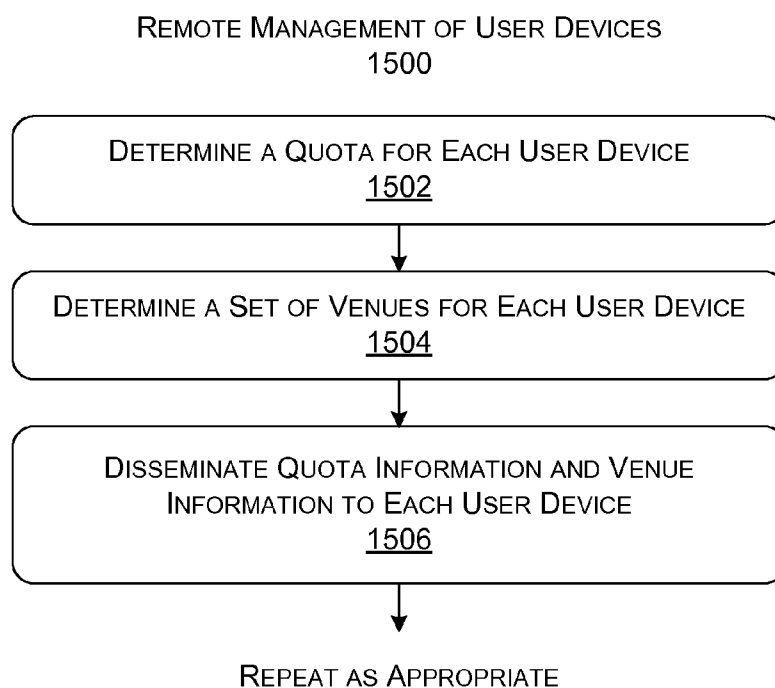 REMOTE MANAGEMENT OF USER DEVICES
1500
DETERMINE A QUOTA FOR EACH USER DEVICE
1502
DETERMINE A SET OF VENUES FOR EACH USER DEVICE
1504
DISSEMINATE QUOTA INFORMATION AND VENUE
INFORMATION TO EACH USER DEVICE
1506
REPEAT AS APPROPRIATE